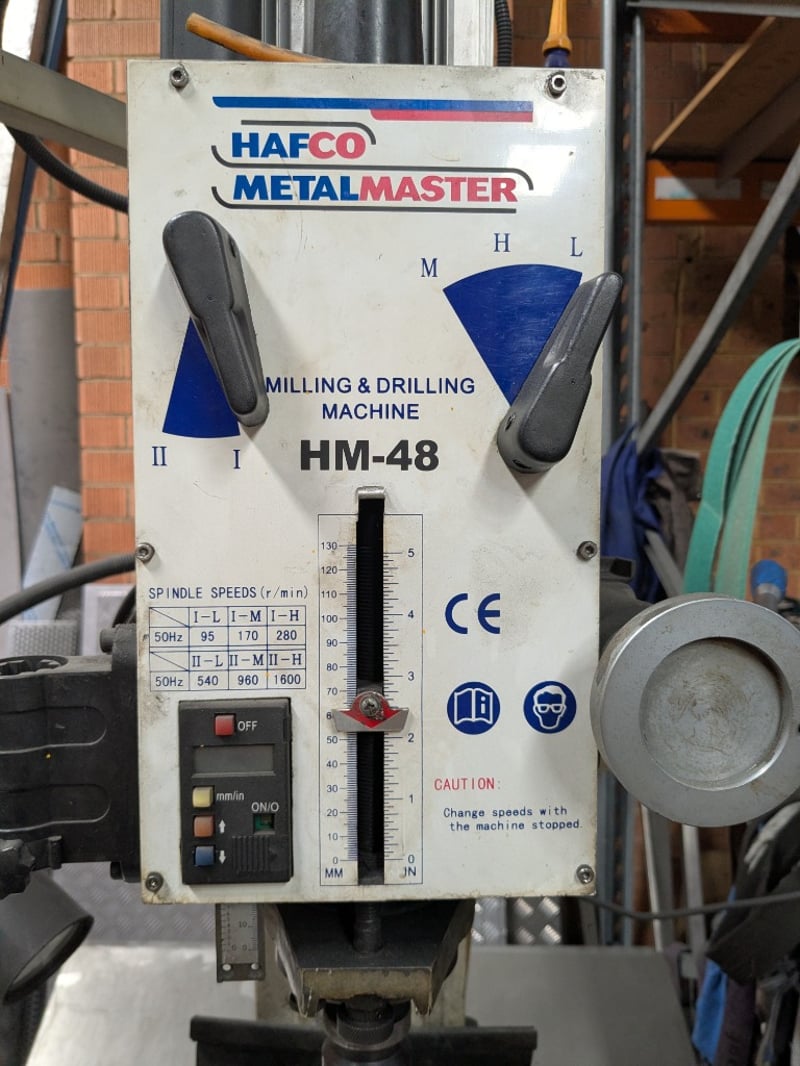 HAFCO
METALMASTER
M H L
MILLING & DRILLING
MACHINE
HM-48
II I
SPINDLE SPEEDS(r/min)
I-L I-M I-H
50Hz 95 170 280
II-L II-M II-H
50Hz 540 960 1600
OFF
mm/in
ON/0
130
120
110
100
90
80
70
50
40
30
20
10
0
MM
5
4
3
2
1
0
IN
CE
i
CAUTION:
Change speeds with
the machine stopped.